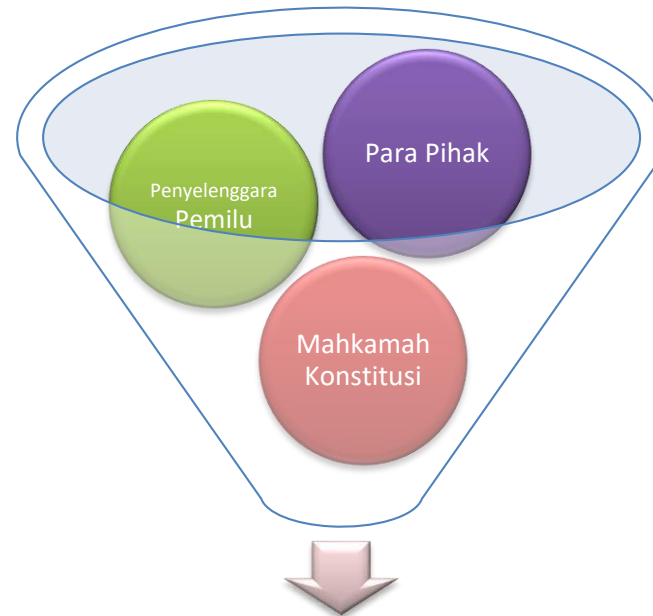 Para Pihak
Penyelenggara
Pemilu
Mahkamah
Konstitusi